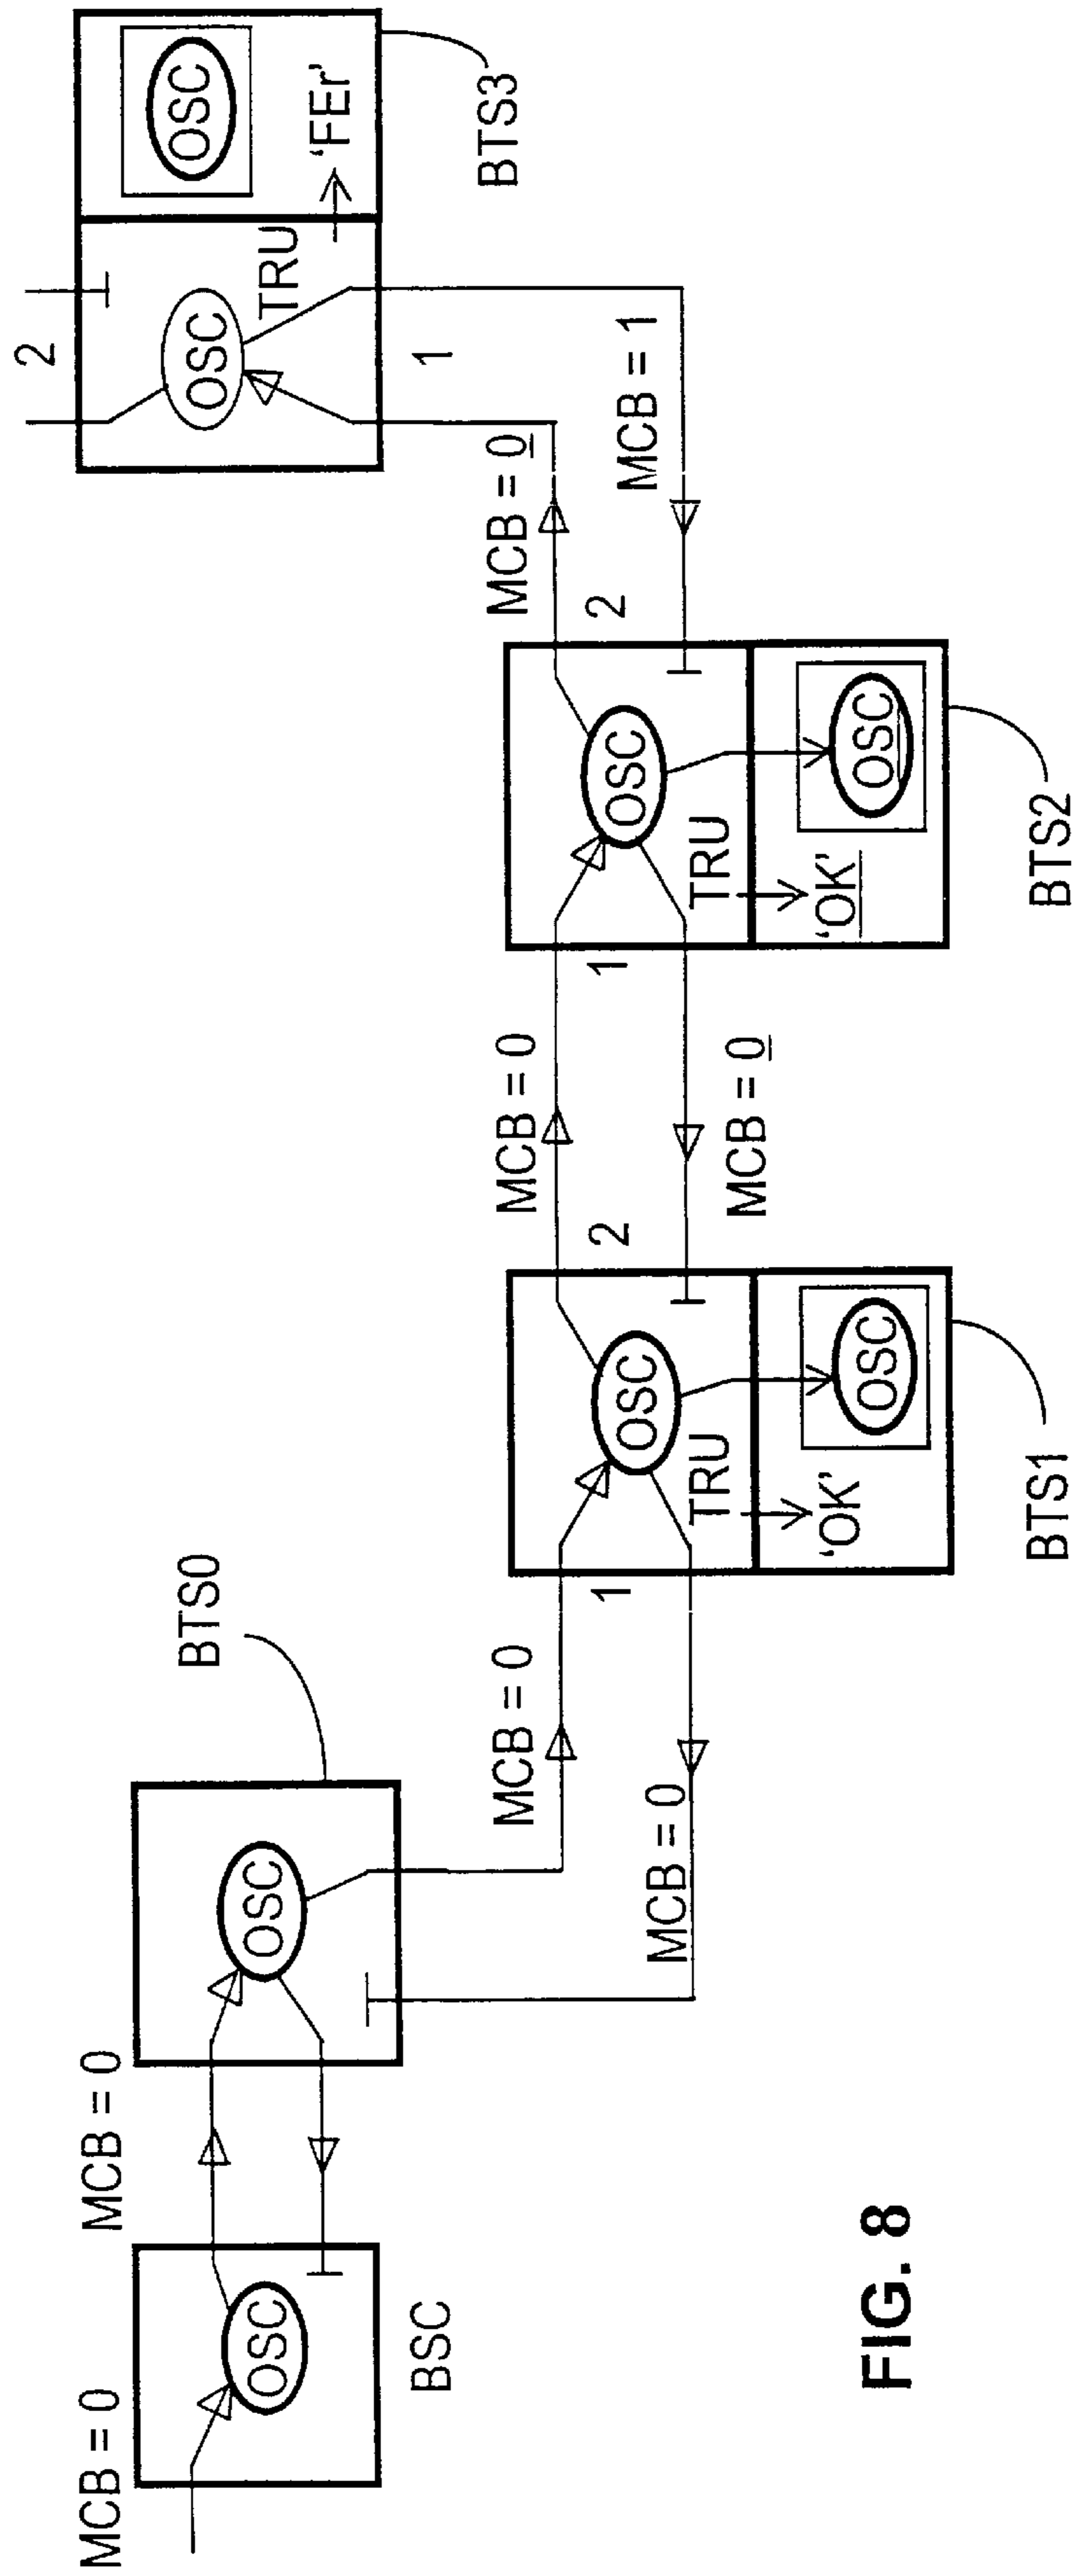 MCB = 0
OSC
BSC
MCB = 0
OSC
BTS0
MCB = 0
MCB = 0
1
OSC
TRU
'OK'
OSC
2
BTS1
MCB = 0
MCB = 0
1
OSC
TRU
'OK'
OSC
2
BTS2
MCB = 0
MCB = 1
1
OSC
2
TRU
'FEr'
OSC
BTS3
FIG. 8